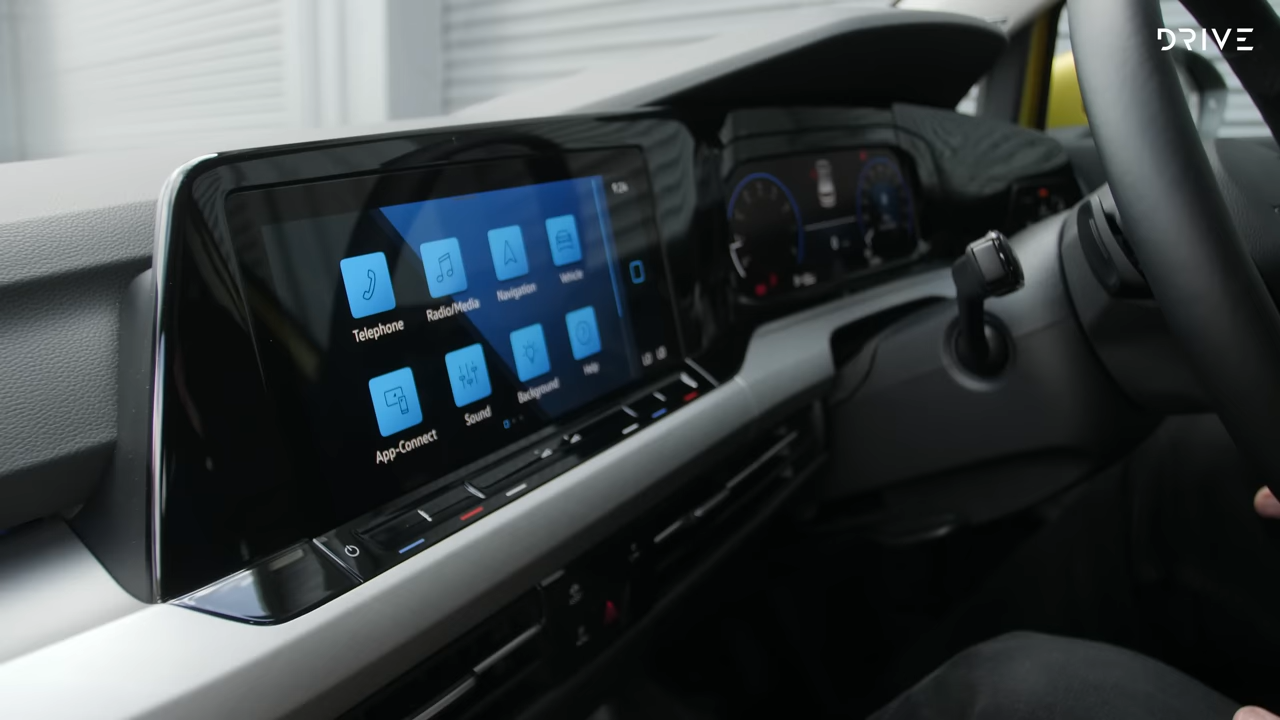 DRIVE
Telephone
Radio/Media
Navigation
Vehicle
App-Connect
Sound
Background
Help